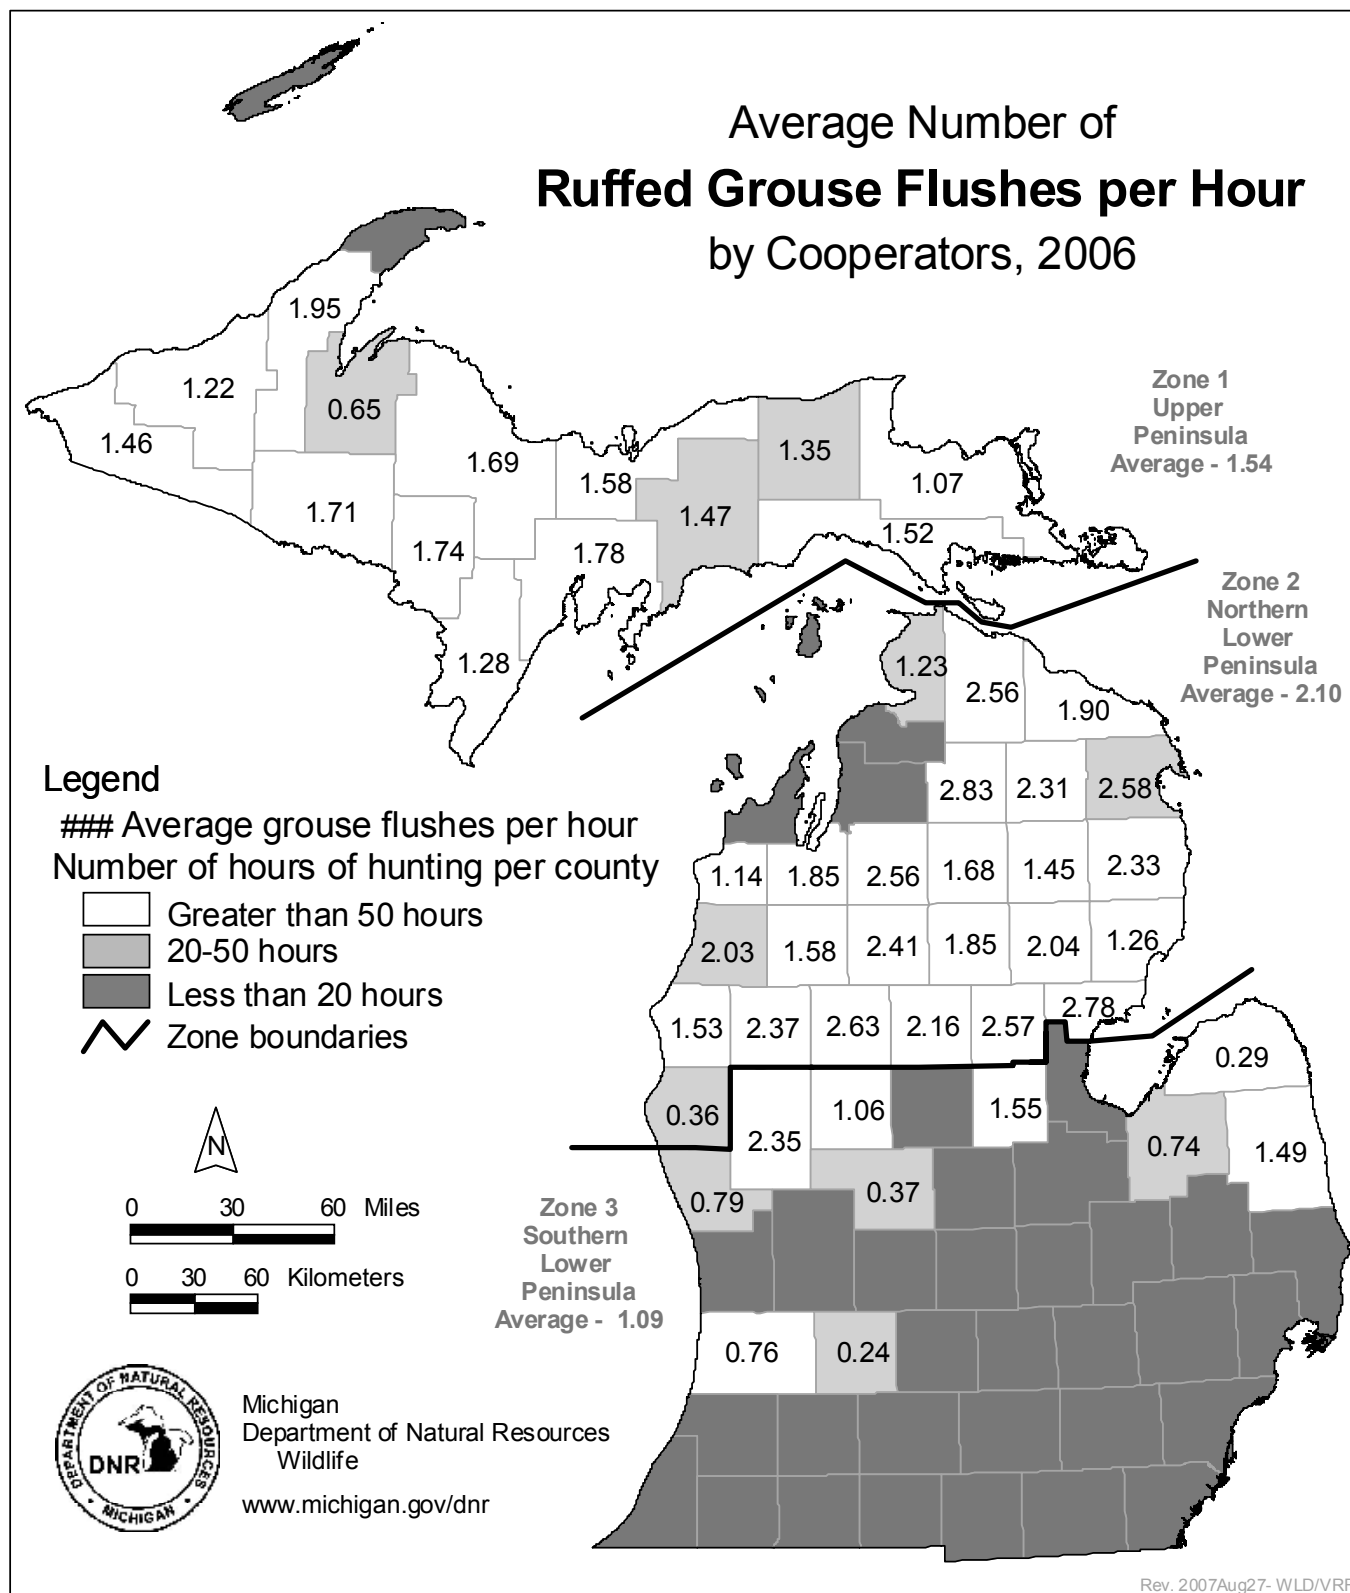 Average Number of
Ruffed Grouse Flushes per Hour
by Cooperators, 2006
1.95
1.22
0.65
1.46
1.69
1.58
1.35
1.07
1.71
1.47
1.74
1.78
1.52
1.28
Zone 1
Upper
Peninsula
Average - 1.54
Zone 2
Northern
Lower
Peninsula
Average - 2.10
1.23
2.56
1.90
2.83 2.31 2.58
1.14 1.85 2.56 1.68 1.45 2.33
2.03 1.58 2.41 1.85 2.04 1.26
1.53 2.37 2.63 2.16 2.57 2.78
0.36
2.35
1.06
1.55
0.29
0.74
1.49
0.79
0.37
0.76 0.24
Zone 3
Southern
Lower
Peninsula
Average - 1.09
Legend
### Average grouse flushes per hour
Number of hours of hunting per county
Greater than 50 hours
20-50 hours
Less than 20 hours
Zone boundaries
N
0 30 60 Miles
0 30 60 Kilometers
DEPARTMENT OF NATURAL RESOURCES
DNR
MICHIGAN
Michigan
Department of Natural Resources
Wildlife
www.michigan.gov/dnr
Rev. 2007Aug27- WLD/VRF